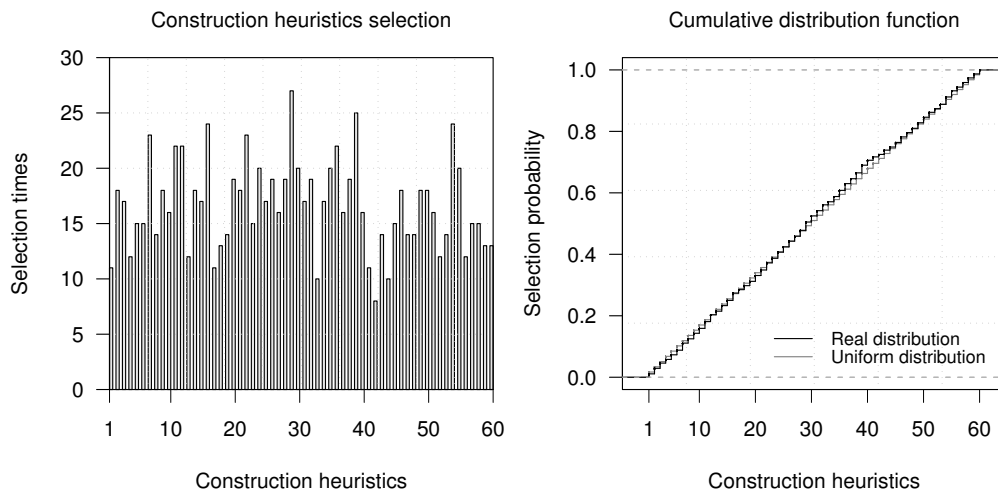 Construction heuristics selection
30
25
20
15
10
5
0
Selection times
1 10 20 30 40 50 60
Construction heuristics
Cumulative distribution function
1.0
0.8
0.6
0.4
0.2
0.0
Selection probability
Real distribution
Uniform distribution
1 10 20 30 40 50 60
Construction heuristics